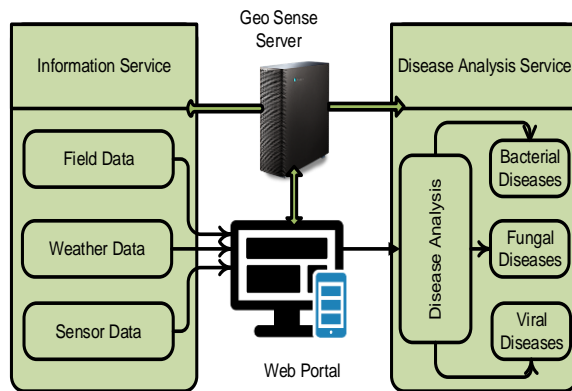 Geo Sense
Server
Information Service
Disease Analysis Service
Field Data
Weather Data
Sensor Data
Web Portal
Disease Analysis
Bacterial
Diseases
Fungal
Diseases
Viral
Diseases